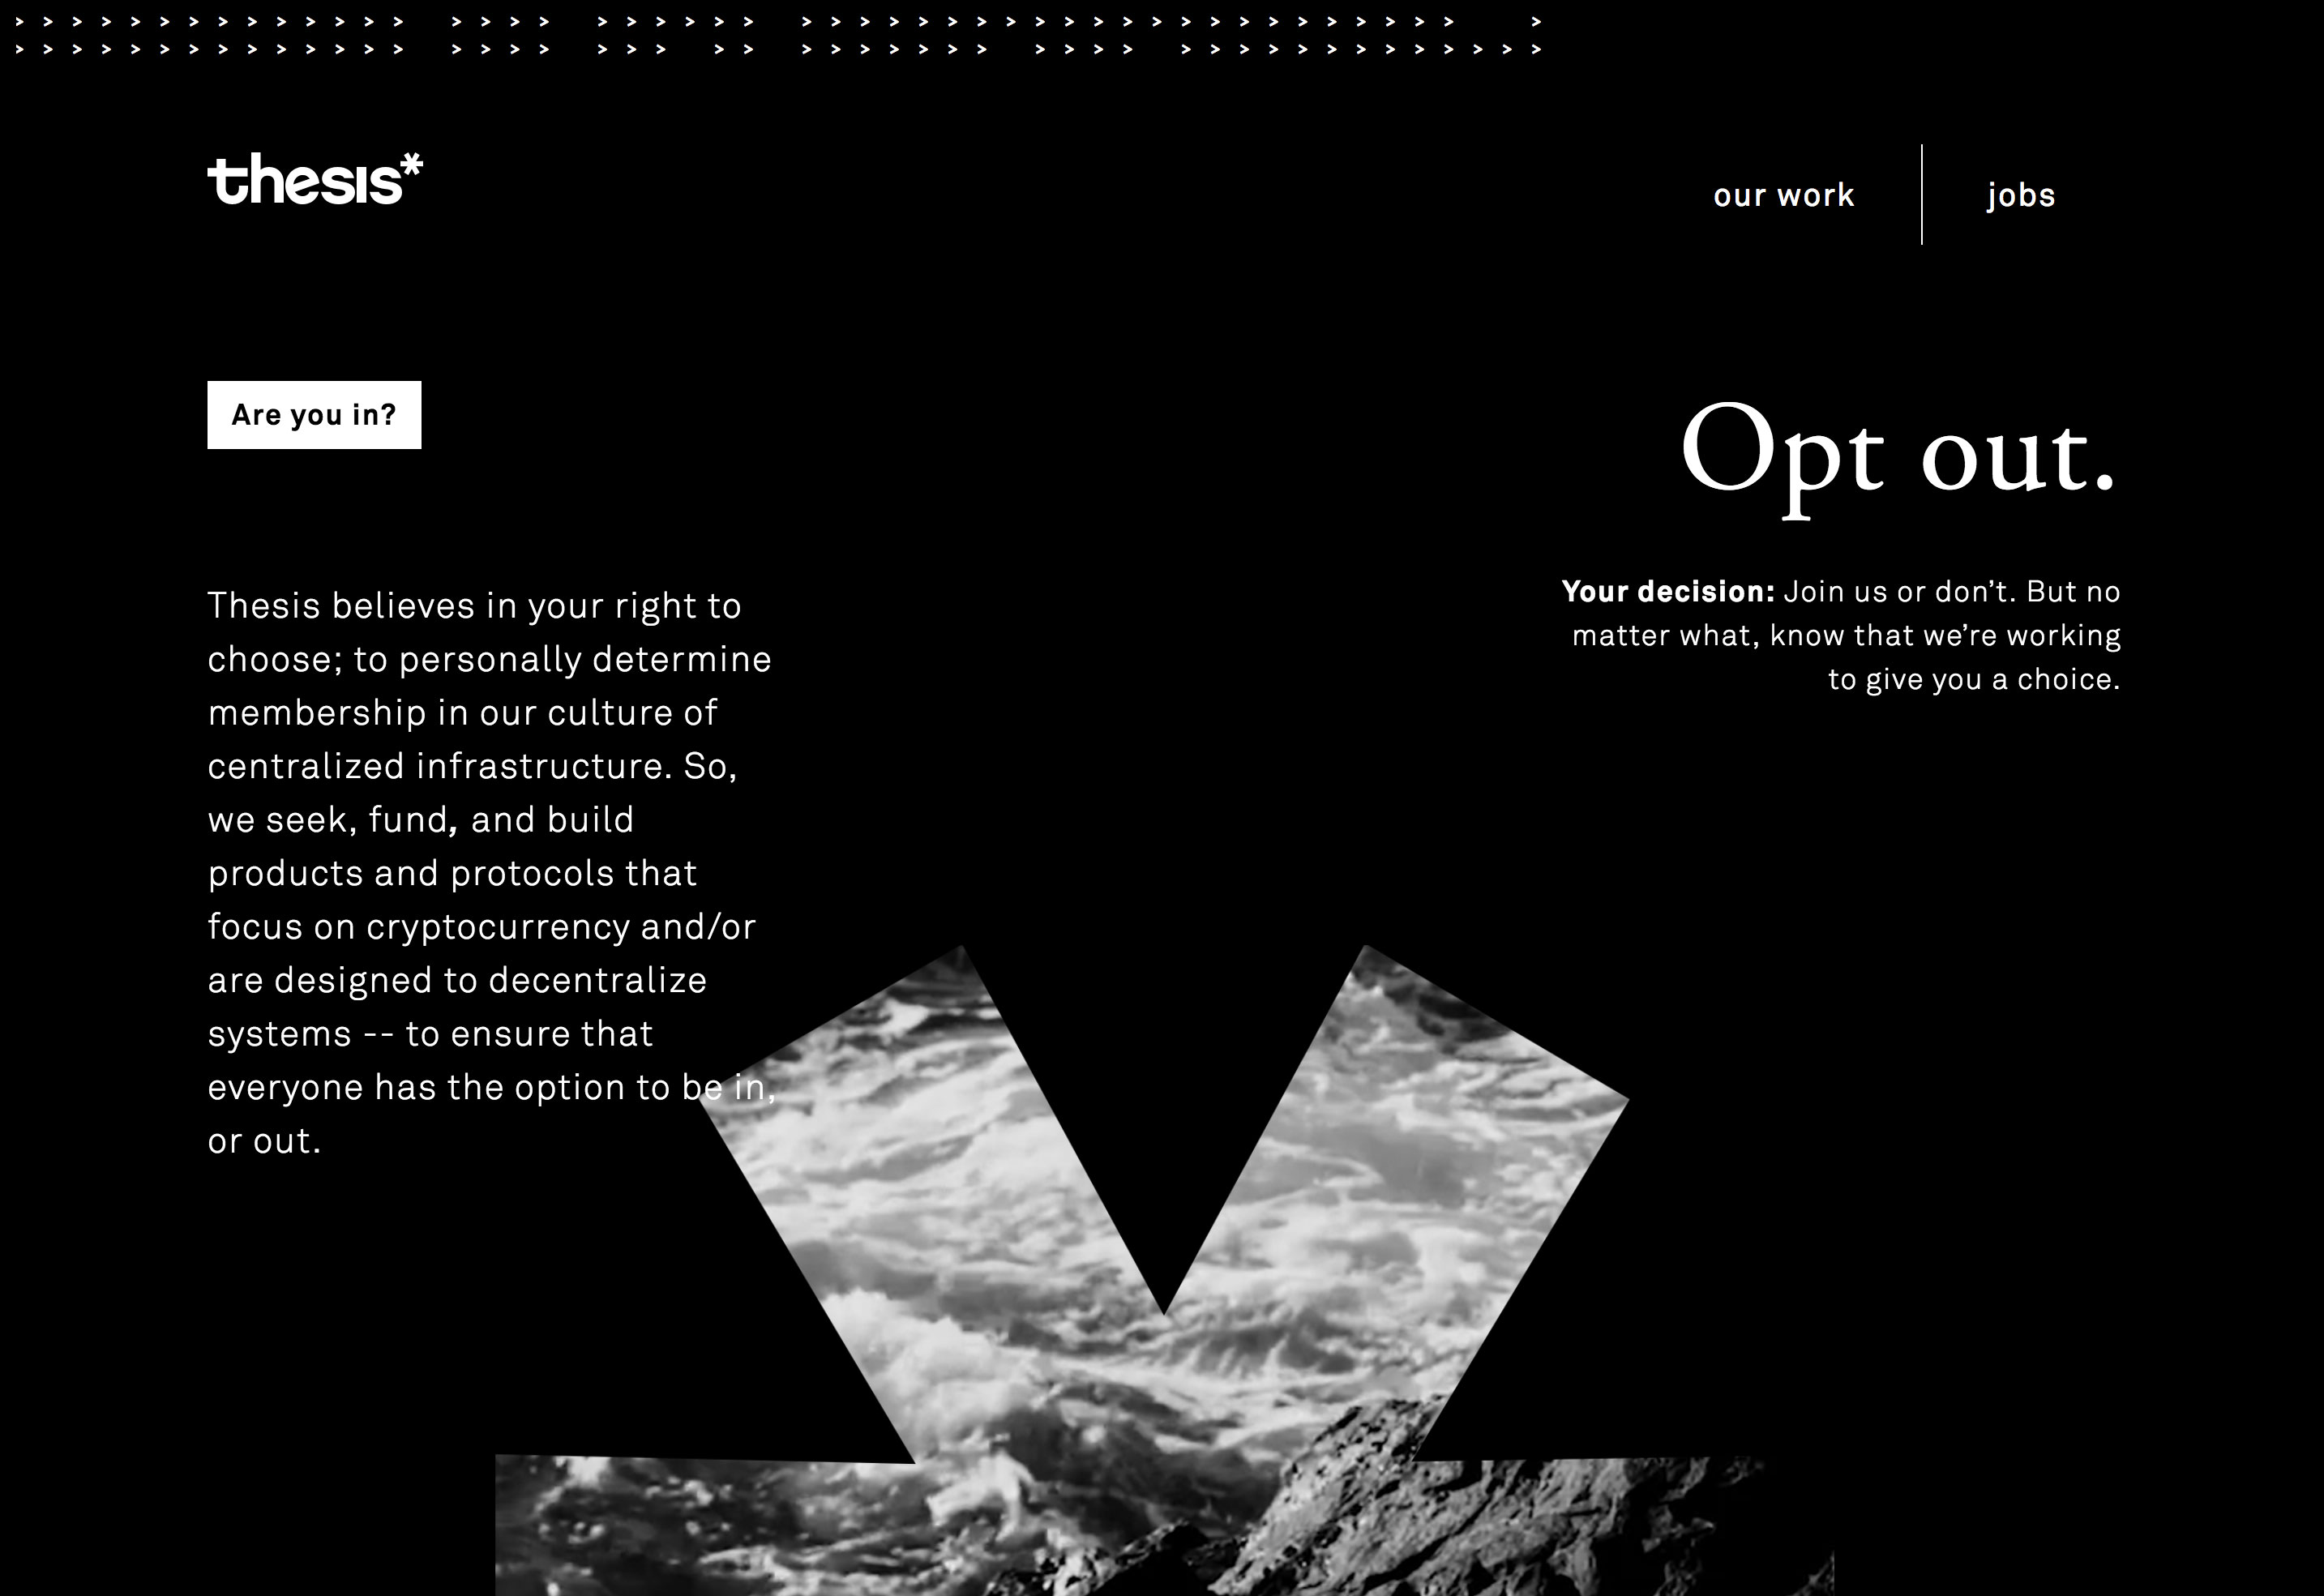 > > > > > > > > > > > > > > > > > > > > > > > > > > > > > > > > > > > > > > > > > > > > > > > >
> > > > > > > > > > > > > > > > > > > > > > > > > > > > > > > > > > > > > > > > > > > > > > > >
thesis*
our work
jobs
Are you in?
Opt out.
Your decision: Join us or don’t. But no
matter what, know that we’re working
to give you a choice.
Thesis believes in your right to
choose; to personally determine
membership in our culture of
centralized infrastructure. So,
we seek, fund, and build
products and protocols that
focus on cryptocurrency and/or
are designed to decentralize
systems -- to ensure that
everyone has the option to be in,
or out.